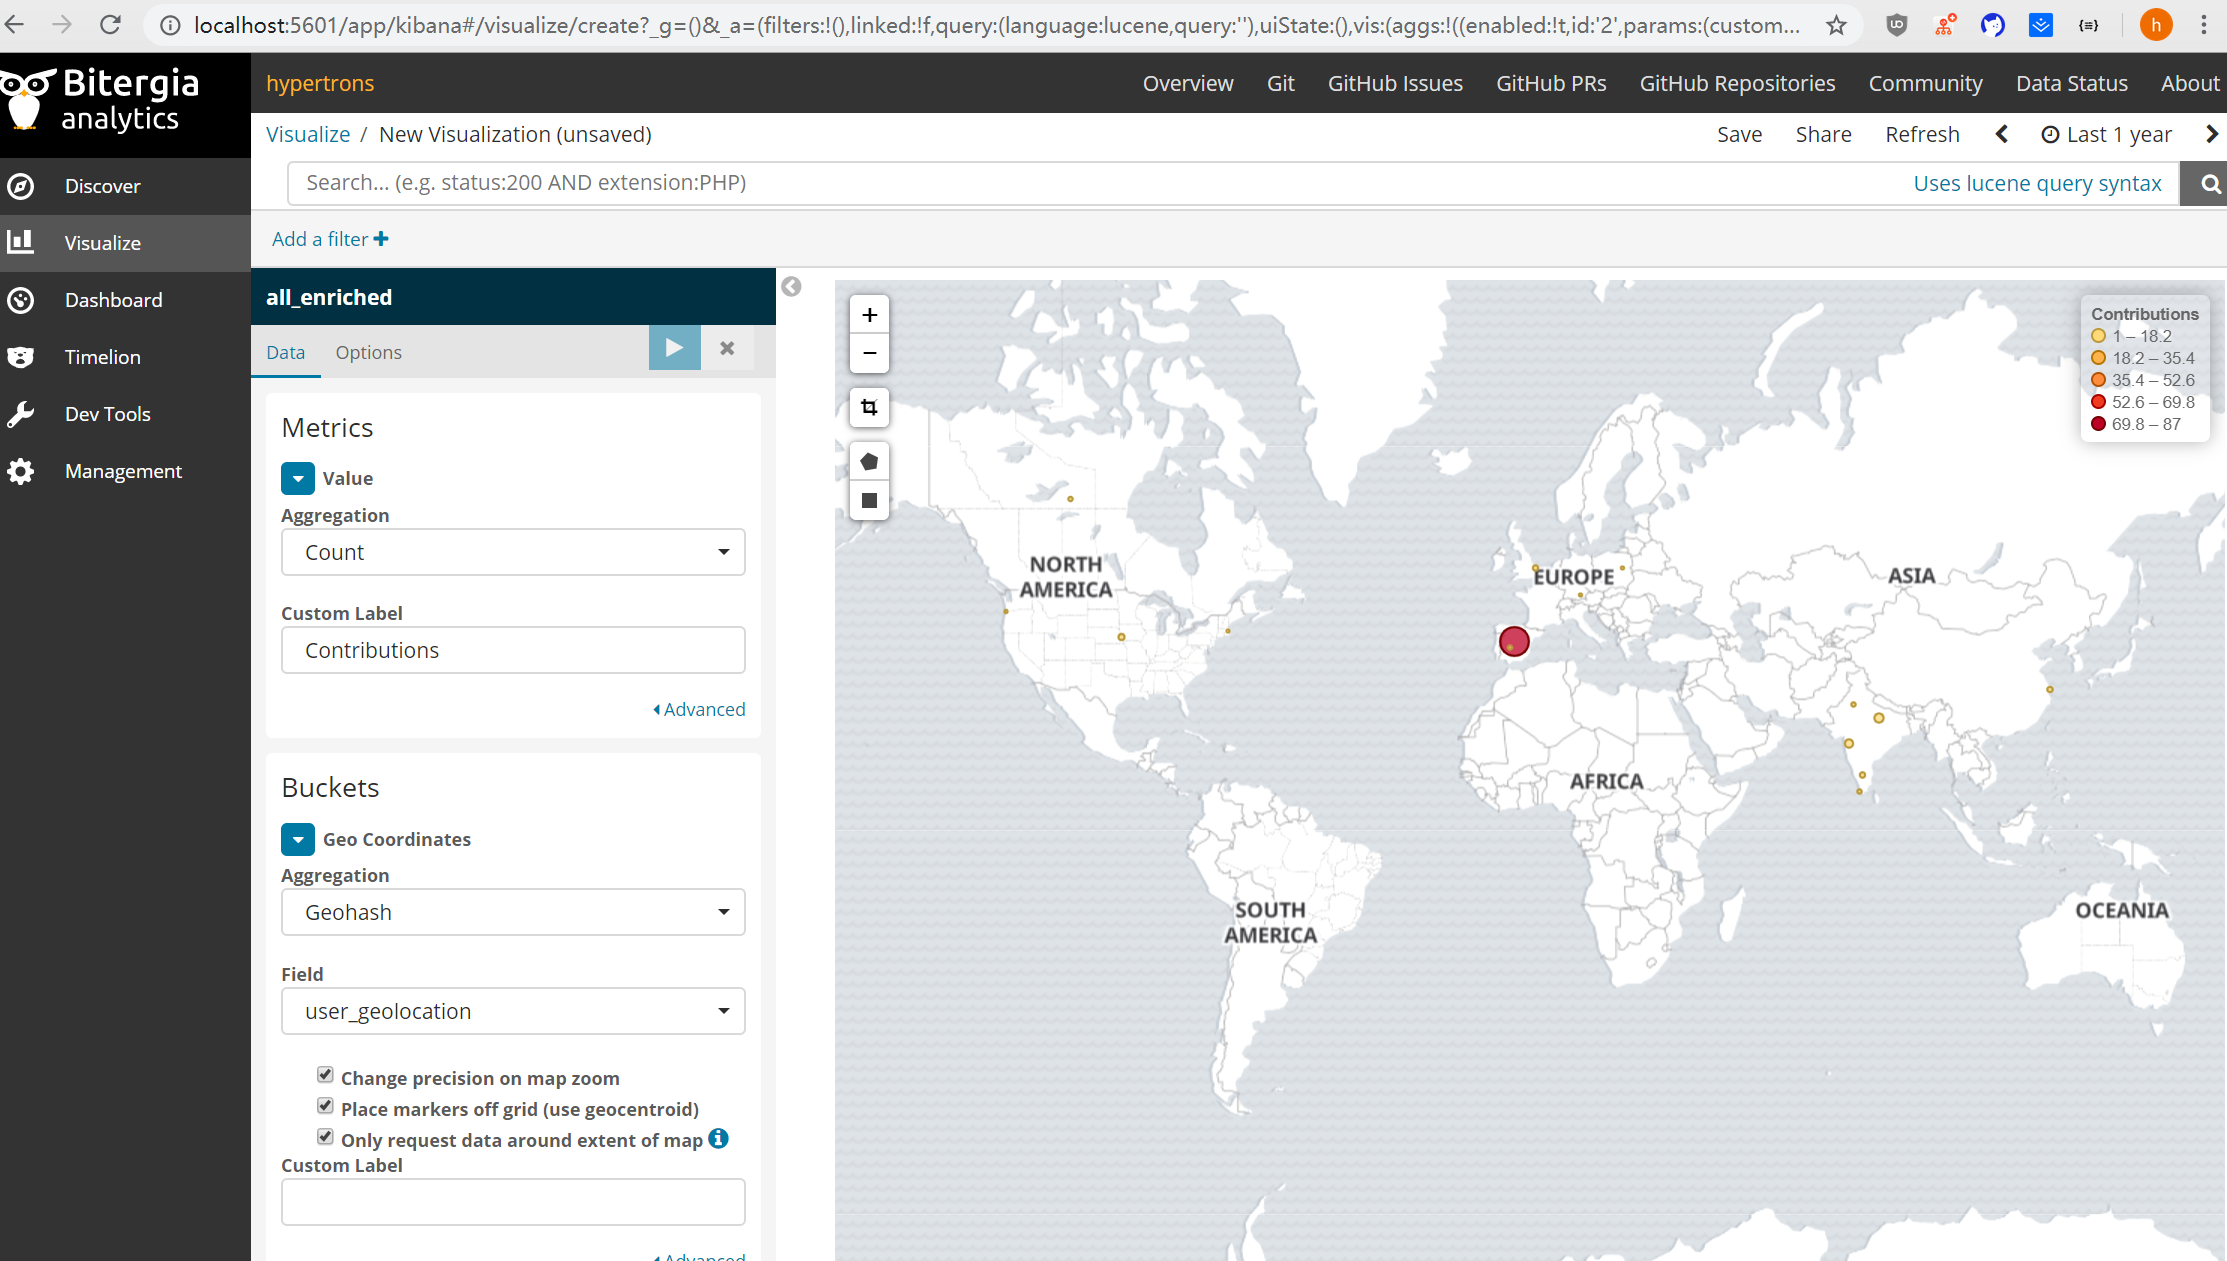 localhost:5601/app/kibana#/visualize/create?_g=()&_a=(filters:!(),linked:!f,query:(language:lucene,query:''),uiState:(),vis:(aggs:!((enabled:!t,id:'2',params:(custom...
h
Bitergia
analytics
hypertrons
Overview Git GitHub Issues GitHub PRs GitHub Repositories Community Data Status About
Visualize / New Visualization (unsaved)
Save Share Refresh Last 1 year
Search... (e.g. status:200 AND extension:PHP)
Uses lucene query syntax
Add a filter
Discover
Visualize
Dashboard
Timelion
Dev Tools
Management
all_enriched
Data Options
Metrics
Value
Aggregation
Count
Custom Label
Contributions
Advanced
Buckets
Geo Coordinates
Aggregation
Geohash
Field
user_geolocation
Change precision on map zoom
Place markers off grid (use geocentroid)
Only request data around extent of map
Custom Label
Advanced
+
−
Contributions
1 – 18.2
18.2 – 35.4
35.4 – 52.6
52.6 – 69.8
69.8 – 87
NORTH
AMERICA
EUROPE
ASIA
AFRICA
SOUTH
AMERICA
OCEANIA